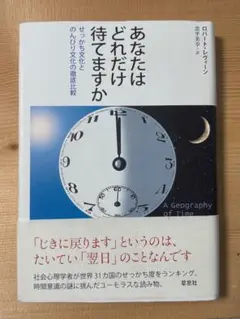 あなたは
どれだけ
待てますか
せっかち文化と
のんびり文化の徹底比較
ロバート・レヴィーン
忠平美幸=訳
A Geography
of Time
「じきに戻ります」というのは、
たいてい「翌日」のことなんです
社会心理学者が世界31カ国のせっかち度をランキング。
時間意識の謎に挑んだユーモラスな読み物。
草思社